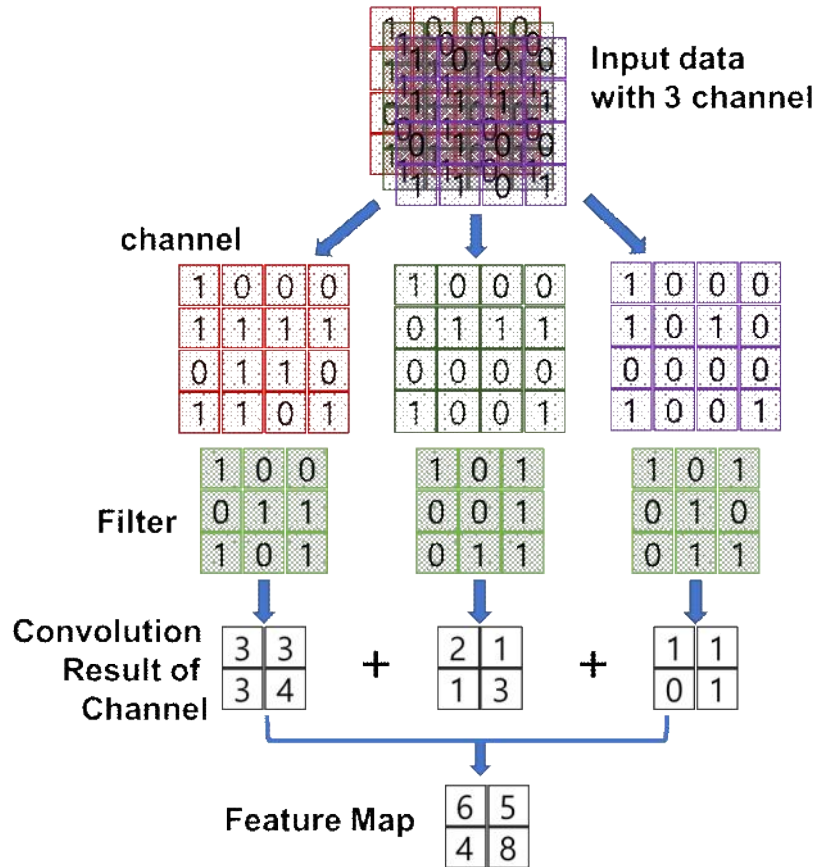 Input data
with 3 channel
channel
1 0 0 0 1 0 0 0 1 0 0 0
1 1 1 1 0 1 1 1 1 0 1 0
0 1 1 0 0 0 0 0 0 0 0 0
1 1 0 1 1 0 0 1 1 0 0 1
Filter
1 0 0 1 0 1 1 0 1
0 1 1 0 0 1 0 1 0
1 0 1 0 1 1 0 1 1
Convolution
Result of
Channel
3 3 + 2 1 + 1 1
3 4 1 3 0 1
Feature Map
6 5
4 8